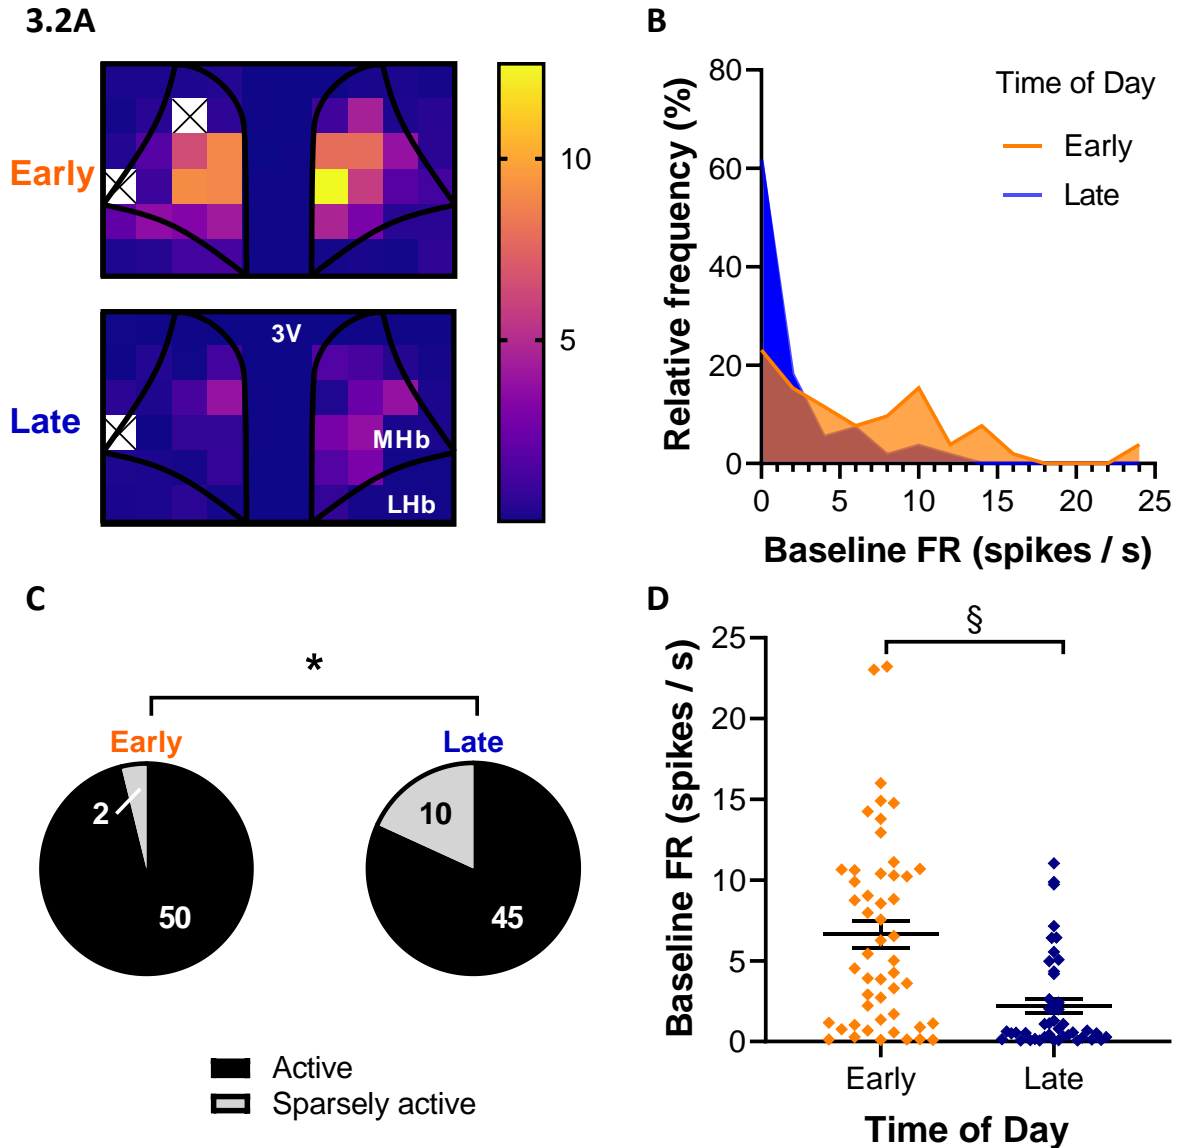 3.2A
Early
Late
3V
MHb
LHb
10
5
B
Relative frequency (%)
80
60
40
20
0
0 5 10 15 20 25
Baseline FR (spikes / s)
Time of Day
Early
Late
C
*
Early
Late
2
50
10
45
Active
Sparsely active
D
§
Baseline FR (spikes / s)
25
20
15
10
5
0
Early Late
Time of Day